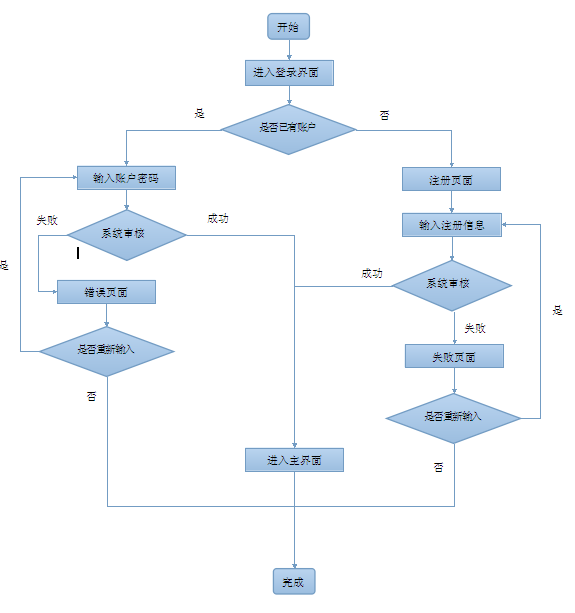 开始
进入登录界面
是否已有账户
是
否
输入账户密码
注册页面
失败
系统审核
成功
输入注册信息
是
错误页面
成功
系统审核
是
失败
是否重新输入
失败页面
否
是否重新输入
进入主界面
否
完成